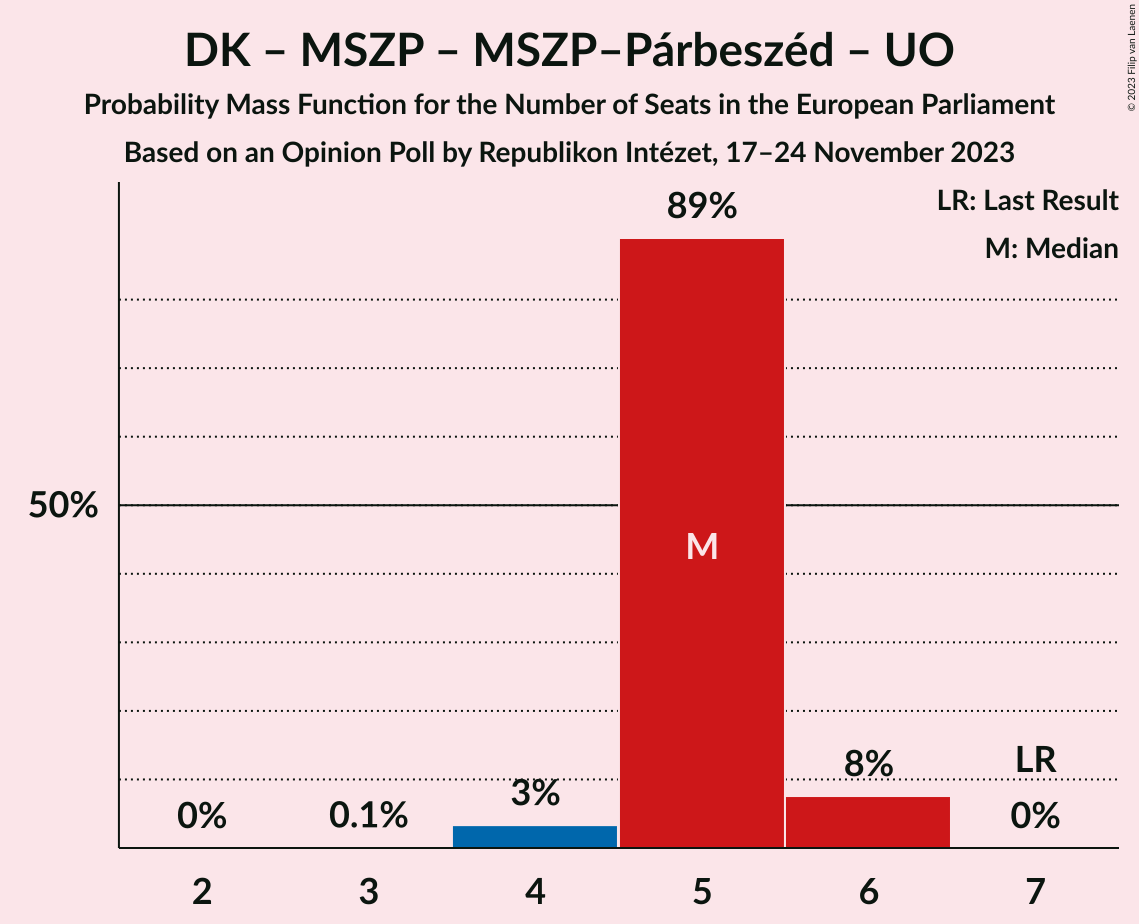 DK – MSZP – MSZP–Párbeszéd – UO
Probability Mass Function for the Number of Seats in the European Parliament
Based on an Opinion Poll by Republikon Intézet, 17–24 November 2023
© 2023 Filip van Laenen
LR: Last Result
M: Median
89%
50%
M
LR
8%
3%
0%
0.1%
0%
2 3 4 5 6 7